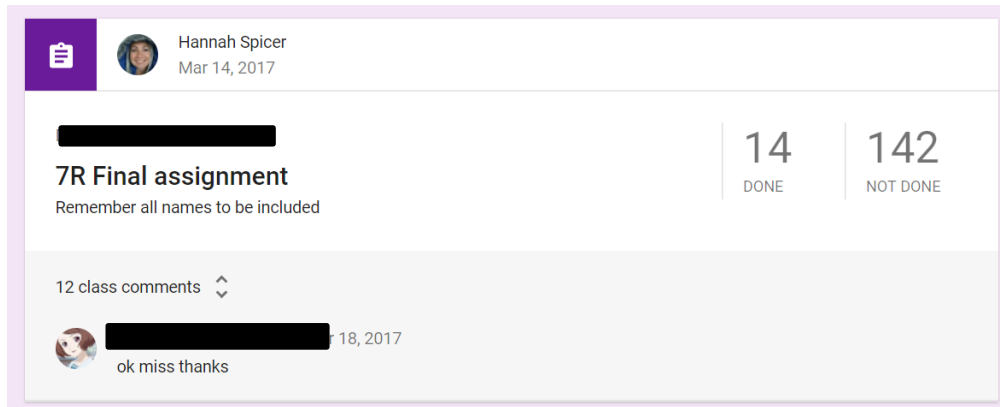 Hannah Spicer
Mar 14, 2017
14
142
DONE
NOT DONE
7R Final assignment
Remember all names to be included
12 class comments
18, 2017
ok miss thanks